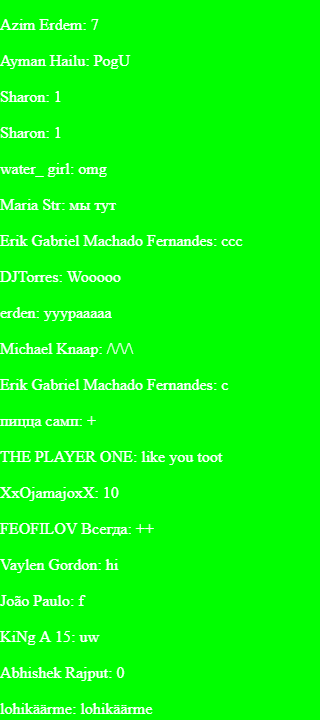 Azim Erdem: 7
Ayman Hailu: PogU
Sharon: 1
Sharon: 1
water_ girl: omg
Maria Str: мы тут
Erik Gabriel Machado Fernandes: ccc
DJTorres: Wooooo
erden: yyypaaaaa
Michael Knaap: /\/\/\
Erik Gabriel Machado Fernandes: c
пицца самп: +
THE PLAYER ONE: like you toot
XxOjamajoxX: 10
FEOFILOV Всегда: ++
Vaylen Gordon: hi
João Paulo: f
KiNg A 15: uw
Abhishek Rajput: 0
lohikäärme: lohikäärme